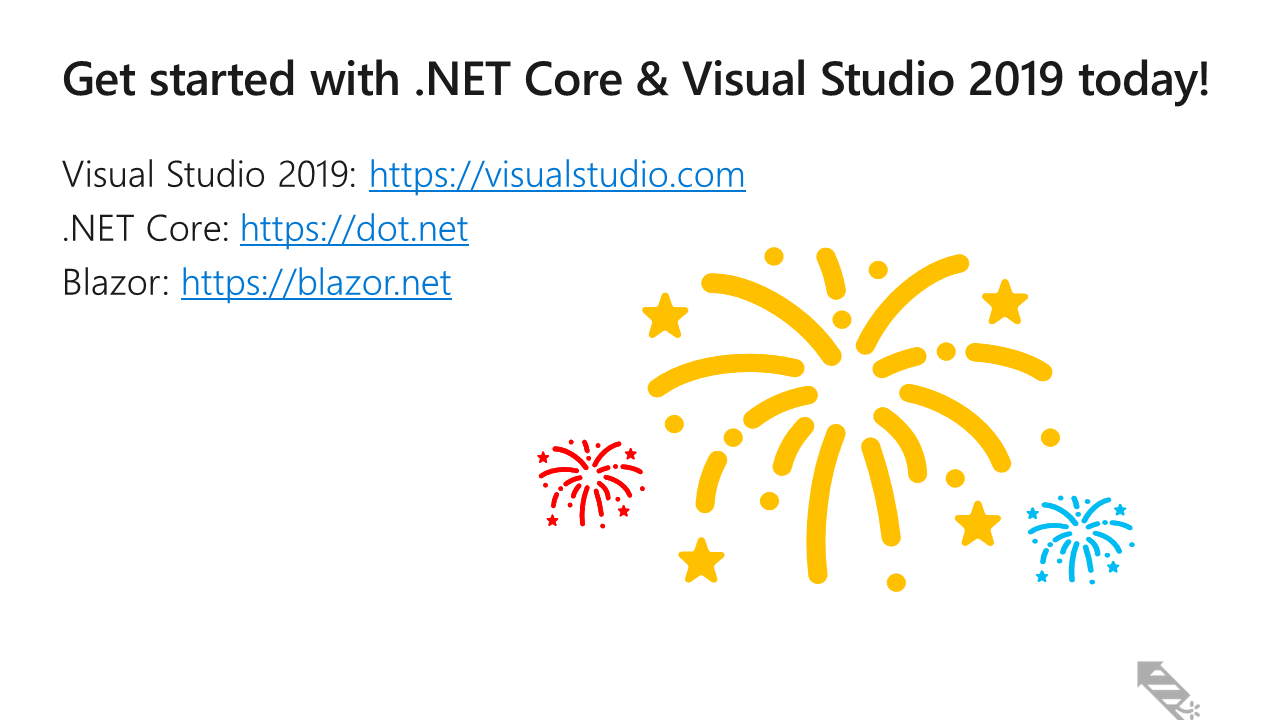 Get started with .NET Core & Visual Studio 2019 today!
Visual Studio 2019: https://visualstudio.com
.NET Core: https://dot.net
Blazor: https://blazor.net